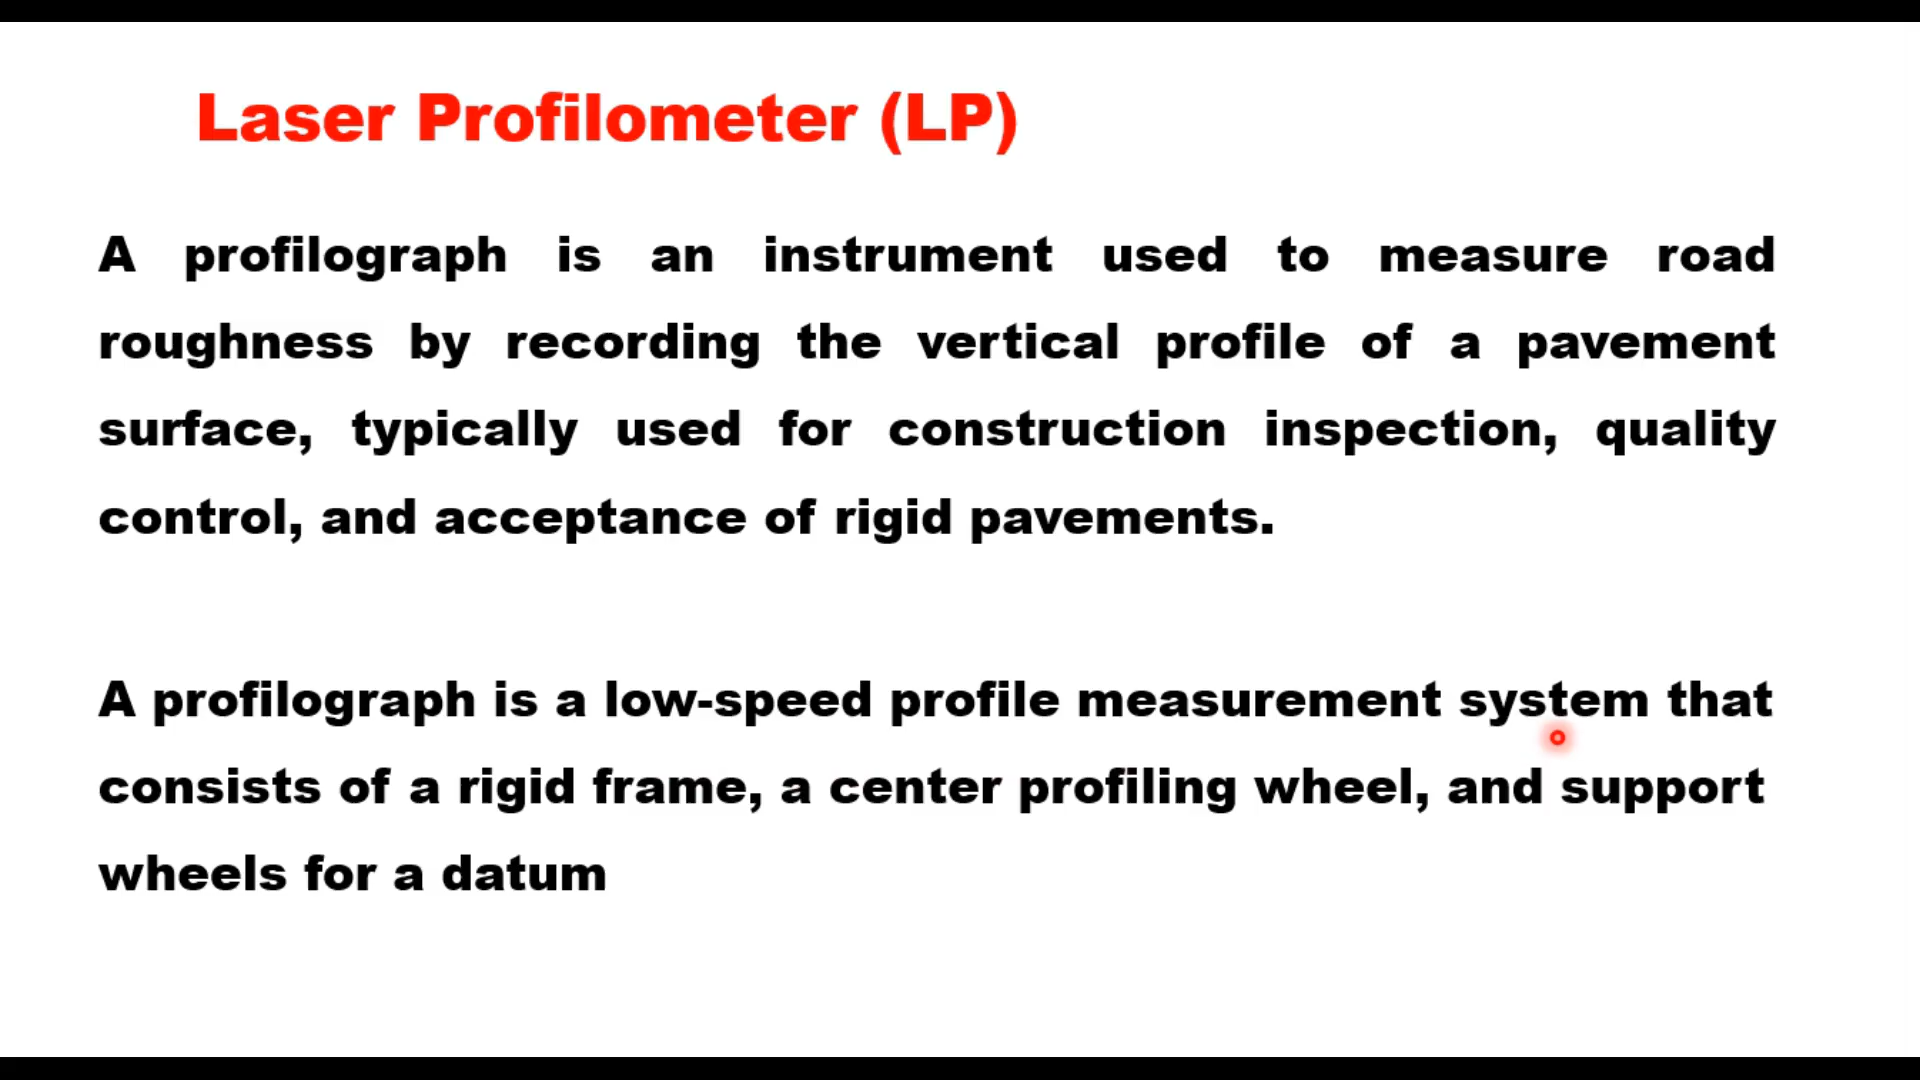 Laser Profilometer (LP)
A profilograph is an instrument used to measure road
roughness by recording the vertical profile of a pavement
surface, typically used for construction inspection, quality
control, and acceptance of rigid pavements.
A profilograph is a low-speed profile measurement system that
consists of a rigid frame, a center profiling wheel, and support
wheels for a datum